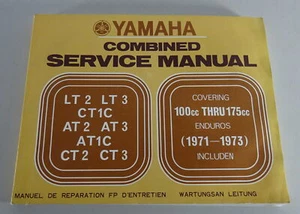 YAMAHA
COMBINED
SERVICE MANUAL
LT 2 LT 3
CT1C
AT 2 AT 3
AT1C
CT 2 CT 3
COVERING
100cc THRU 175cc
ENDUROS
(1971-1973)
INCLUDEN
MANUEL DE REPARATION FP D'ENTRETIEN WARTUNGSAN LEITUNG